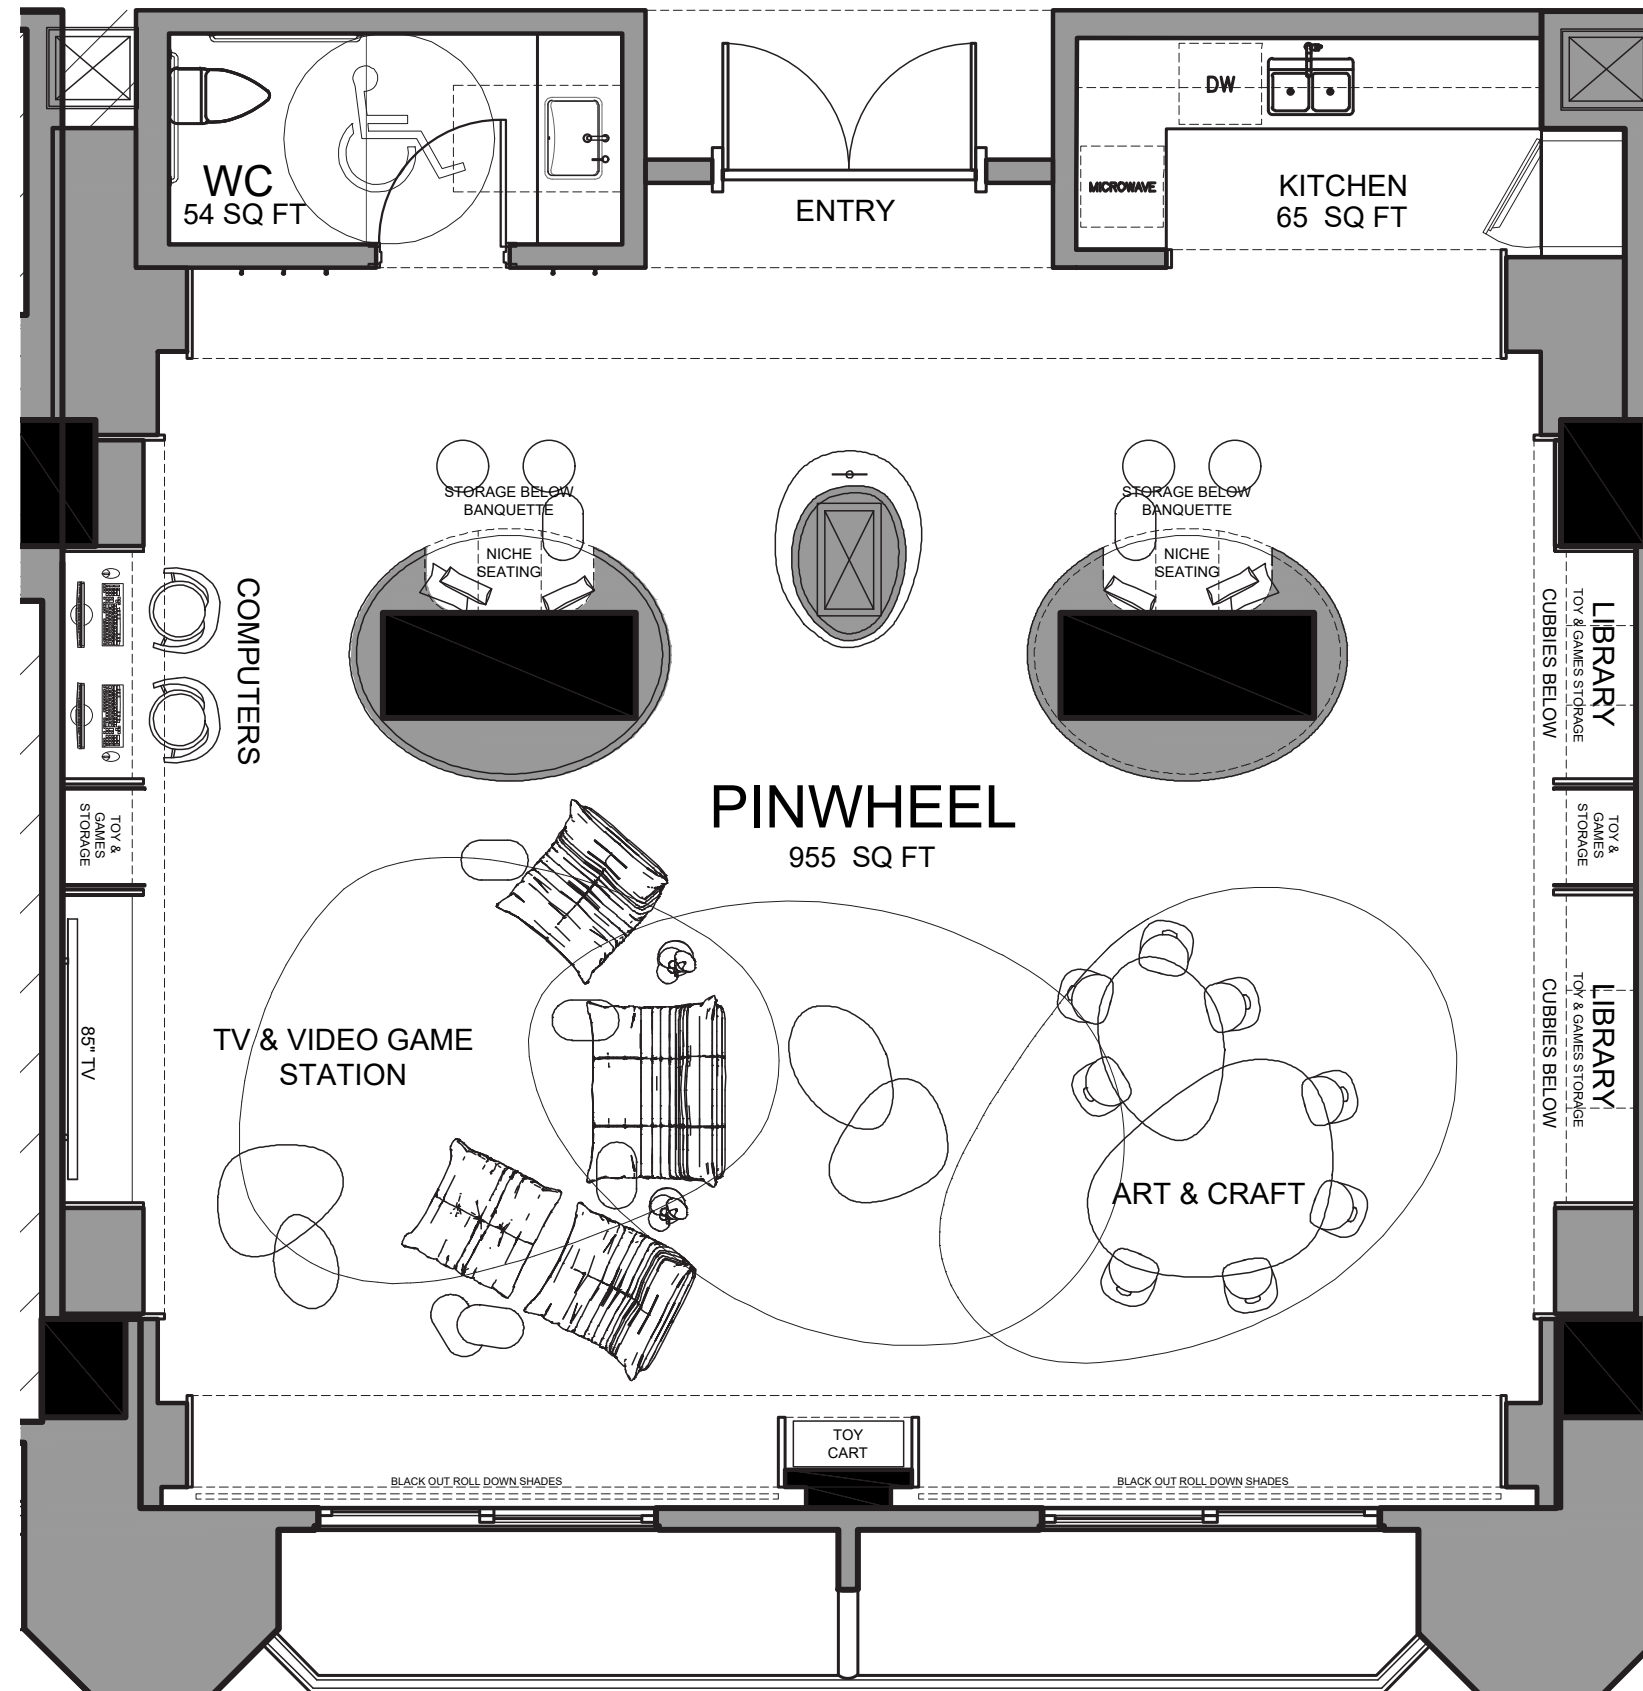 DW
WC
54 SQ FT
ENTRY
MICROWAVE
KITCHEN
65 SQ FT
STORAGE BELOW
BANQUETTE
NICHE
SEATING
STORAGE BELOW
BANQUETTE
NICHE
SEATING
COMPUTERS
LIBRARY
TOY & GAMES STORAGE
CUBBIES BELOW
PINWHEEL
955 SQ FT
TOY &
GAMES
STORAGE
TOY &
GAMES
STORAGE
85" TV
TV & VIDEO GAME
STATION
LIBRARY
TOY & GAMES STORAGE
CUBBIES BELOW
ART & CRAFT
TOY
CART
BLACK OUT ROLL DOWN SHADES
BLACK OUT ROLL DOWN SHADES